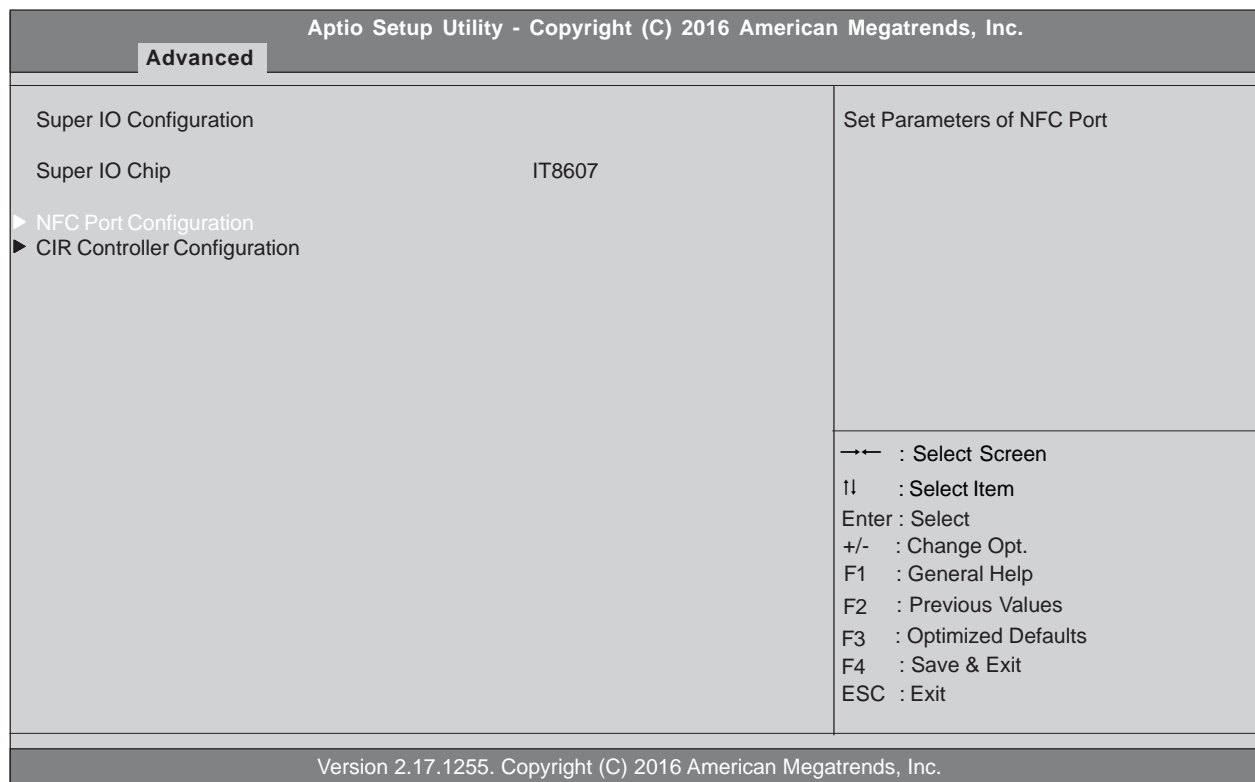 Aptio Setup Utility - Copyright (C) 2016 American Megatrends, Inc.
Advanced
Super IO Configuration
Super IO Chip IT8607
► NFC Port Configuration
► CIR Controller Configuration
Set Parameters of NFC Port
→← : Select Screen
↑↓ : Select Item
Enter : Select
+/- : Change Opt.
F1 : General Help
F2 : Previous Values
F3 : Optimized Defaults
F4 : Save & Exit
ESC : Exit
Version 2.17.1255. Copyright (C) 2016 American Megatrends, Inc.